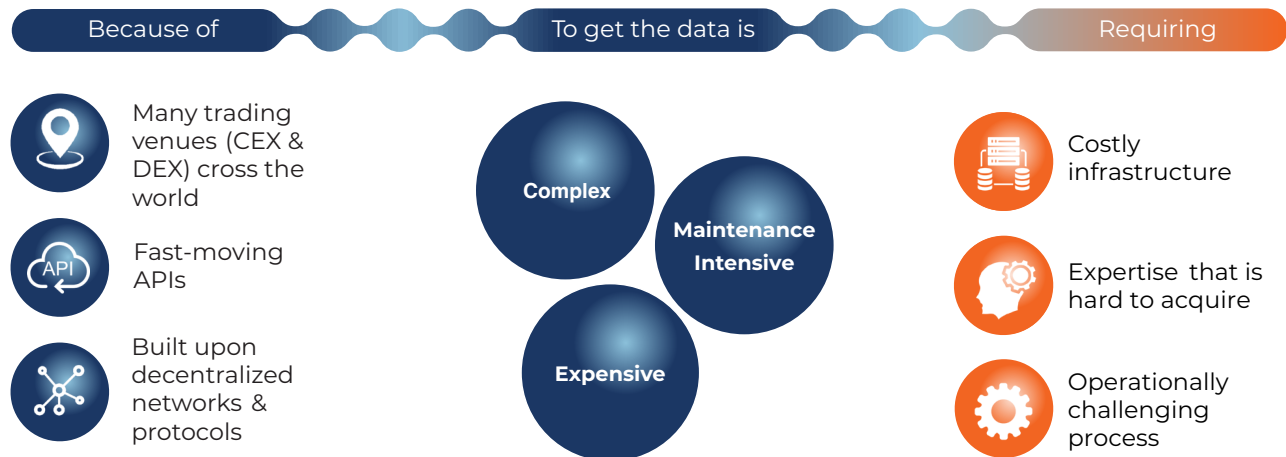 Because of
To get the data is
Requiring
Many trading
venues (CEX &
DEX) cross the
world
API
Fast-moving
APIs
Built upon
decentralized
networks &
protocols
Complex
Maintenance
Intensive
Expensive
Costly
infrastructure
Expertise that is
hard to acquire
Operationally
challenging
process